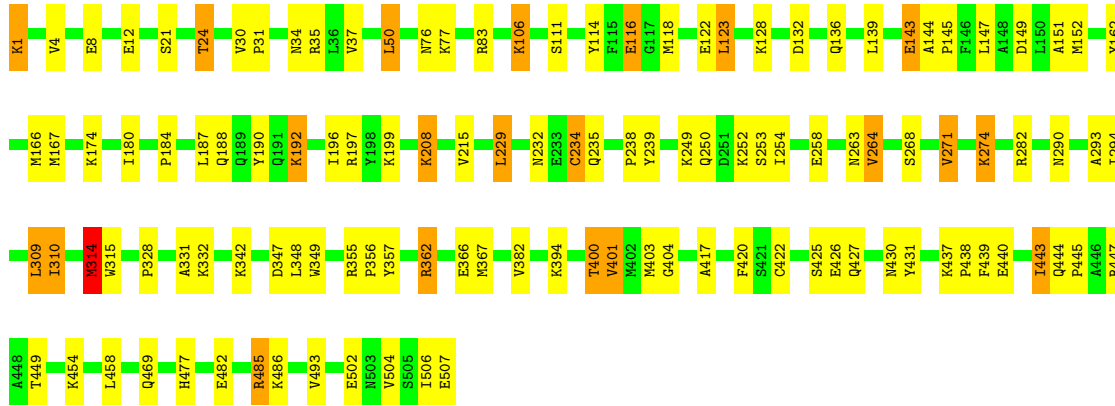 K1 V4 E8 E12 S21 T24 V30 P31 N34 R35 L36 V37 L50 N76 K77 R83 K106 S111 Y114 F115 E116 G117 M118 E122 L123 K128 D132 Q136 L139 E143 A144 P145 F146 L147 A148 D149 L150 A151 M152
M166 M167 K174 I180 P184 L187 Q188 Q189 Y190 Q191 K192 I196 R197 Y198 K199 K208 V215 L229 N232 E233 C234 Q235 P238 Y239 K249 Q250 D251 K252 S253 I254 E258 N263 V264 S268 V271 K274 R282 N290 A293
L309 I310 M314 W315 P328 A331 K332 K342 D347 L348 W349 R355 P356 Y357 R362 E366 M367 V382 K394 T400 V401 M402 M403 G404 A417 F420 S421 C422 S425 E426 Q427 N430 Y431 K437 P438 F439 E440 I443 Q444 P445 A446
A448 T449 K454 L458 Q469 H477 E482 R485 K486 V493 E502 N503 V504 S505 I506 E507